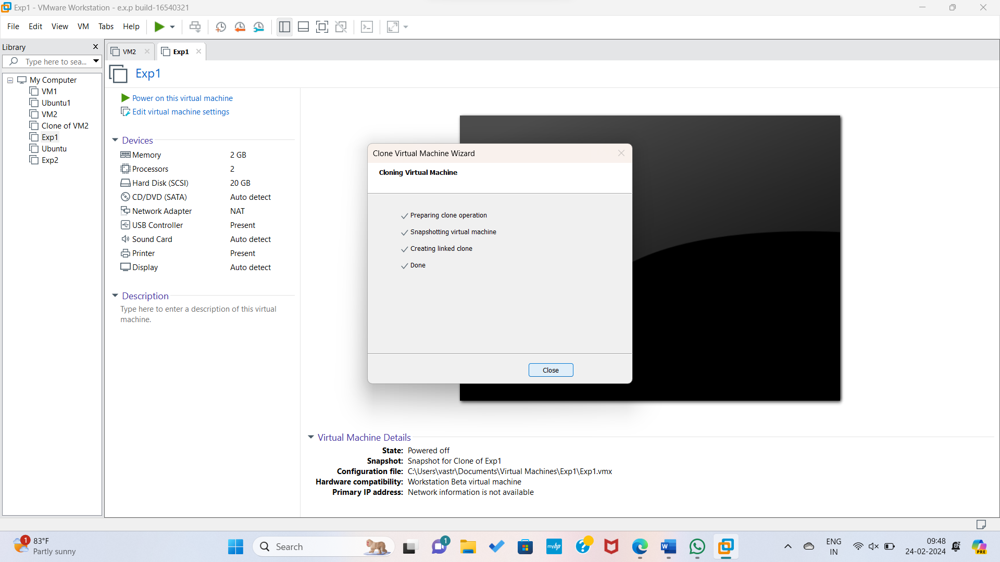 Exp1 - VMware Workstation - e.x.p build-16540321
File Edit View VM Tabs Help
Library
Type here to sea...
My Computer
VM1
Ubuntu1
VM2
Clone of VM2
Exp1
Ubuntu
Exp2
VM2 Exp1
Exp1
Power on this virtual machine
Edit virtual machine settings
Devices
Memory 2 GB
Processors 2
Hard Disk (SCSI) 20 GB
CD/DVD (SATA) Auto detect
Network Adapter NAT
USB Controller Present
Sound Card Auto detect
Printer Present
Display Auto detect
Description
Type here to enter a description of this virtual
machine.
Clone Virtual Machine Wizard
Cloning Virtual Machine
Preparing clone operation
Snapshotting virtual machine
Creating linked clone
Done
Close
Virtual Machine Details
State: Powered off
Snapshot: Snapshot for Clone of Exp1
Configuration file: C:\Users\vastr\Documents\Virtual Machines\Exp1\Exp1.vmx
Hardware compatibility: Workstation Beta virtual machine
Primary IP address: Network information is not available
1
83°F
Partly sunny
Search
1
myhp
W
ENG
IN
09:48
24-02-2024
PRE